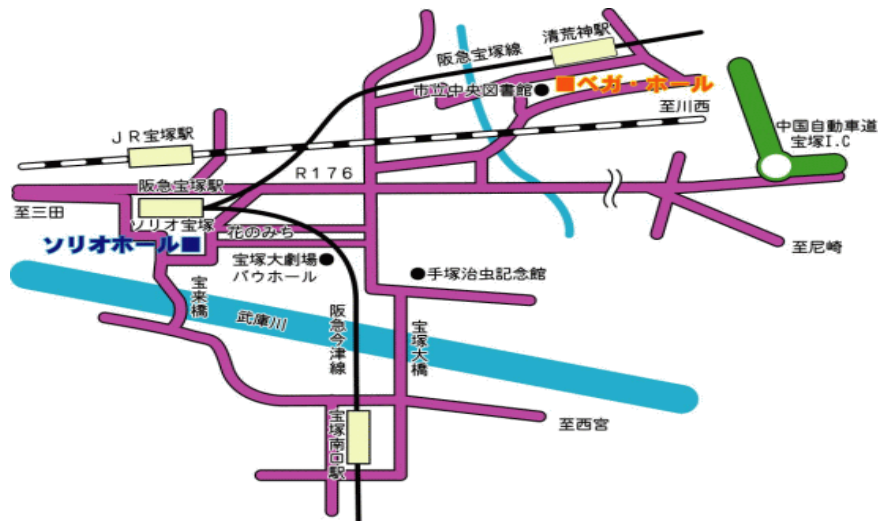 清荒神駅
阪急宝塚線
市立中央図書館●
■ベガ・ホール
至川西
中国自動車道
宝塚I.C
JR宝塚駅
R176
阪急宝塚駅
至三田
ソリオ宝塚
花のみち
ソリオホール■
至尼崎
宝塚大劇場●
バウホール
●手塚治虫記念館
宝来橋
武庫川
阪急今津線
宝塚大橋
宝塚南口駅
至西宮